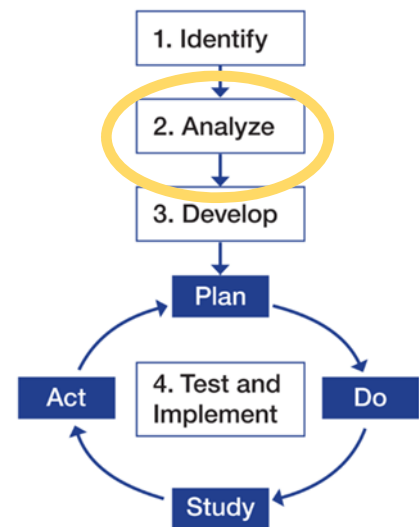 1. Identify
2. Analyze
3. Develop
Plan
Act
4. Test and
Implement
Do
Study